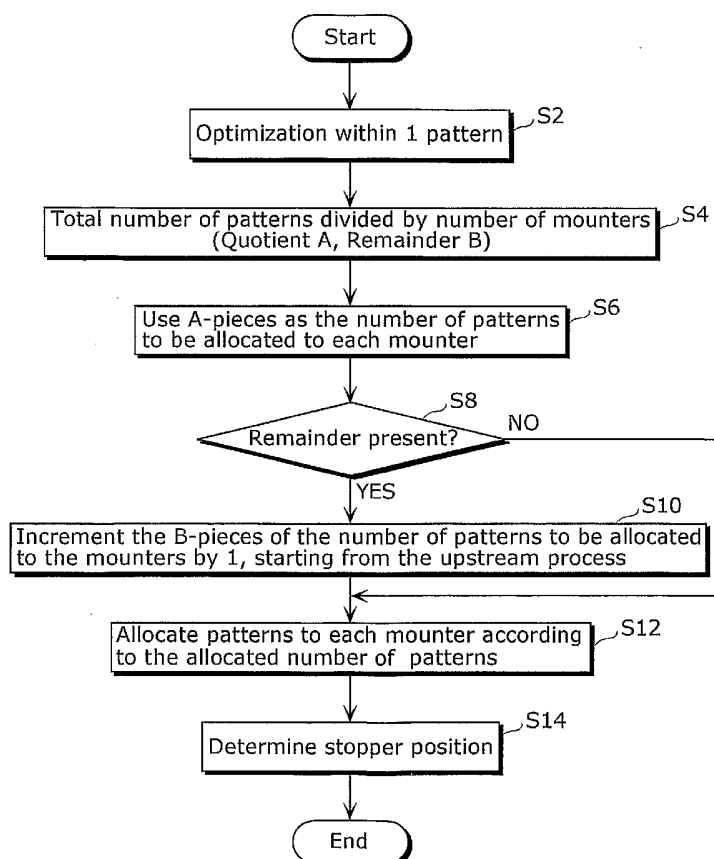 Start
Optimization within 1 pattern
S2
Total number of patterns divided by number of mounters
(Quotient A, Remainder B)
S4
Use A-pieces as the number of patterns
to be allocated to each mounter
S6
S8
Remainder present?
NO
YES
S10
Increment the B-pieces of the number of patterns to be allocated
to the mounters by 1, starting from the upstream process
Allocate patterns to each mounter according
to the allocated number of patterns
S12
Determine stopper position
S14
End